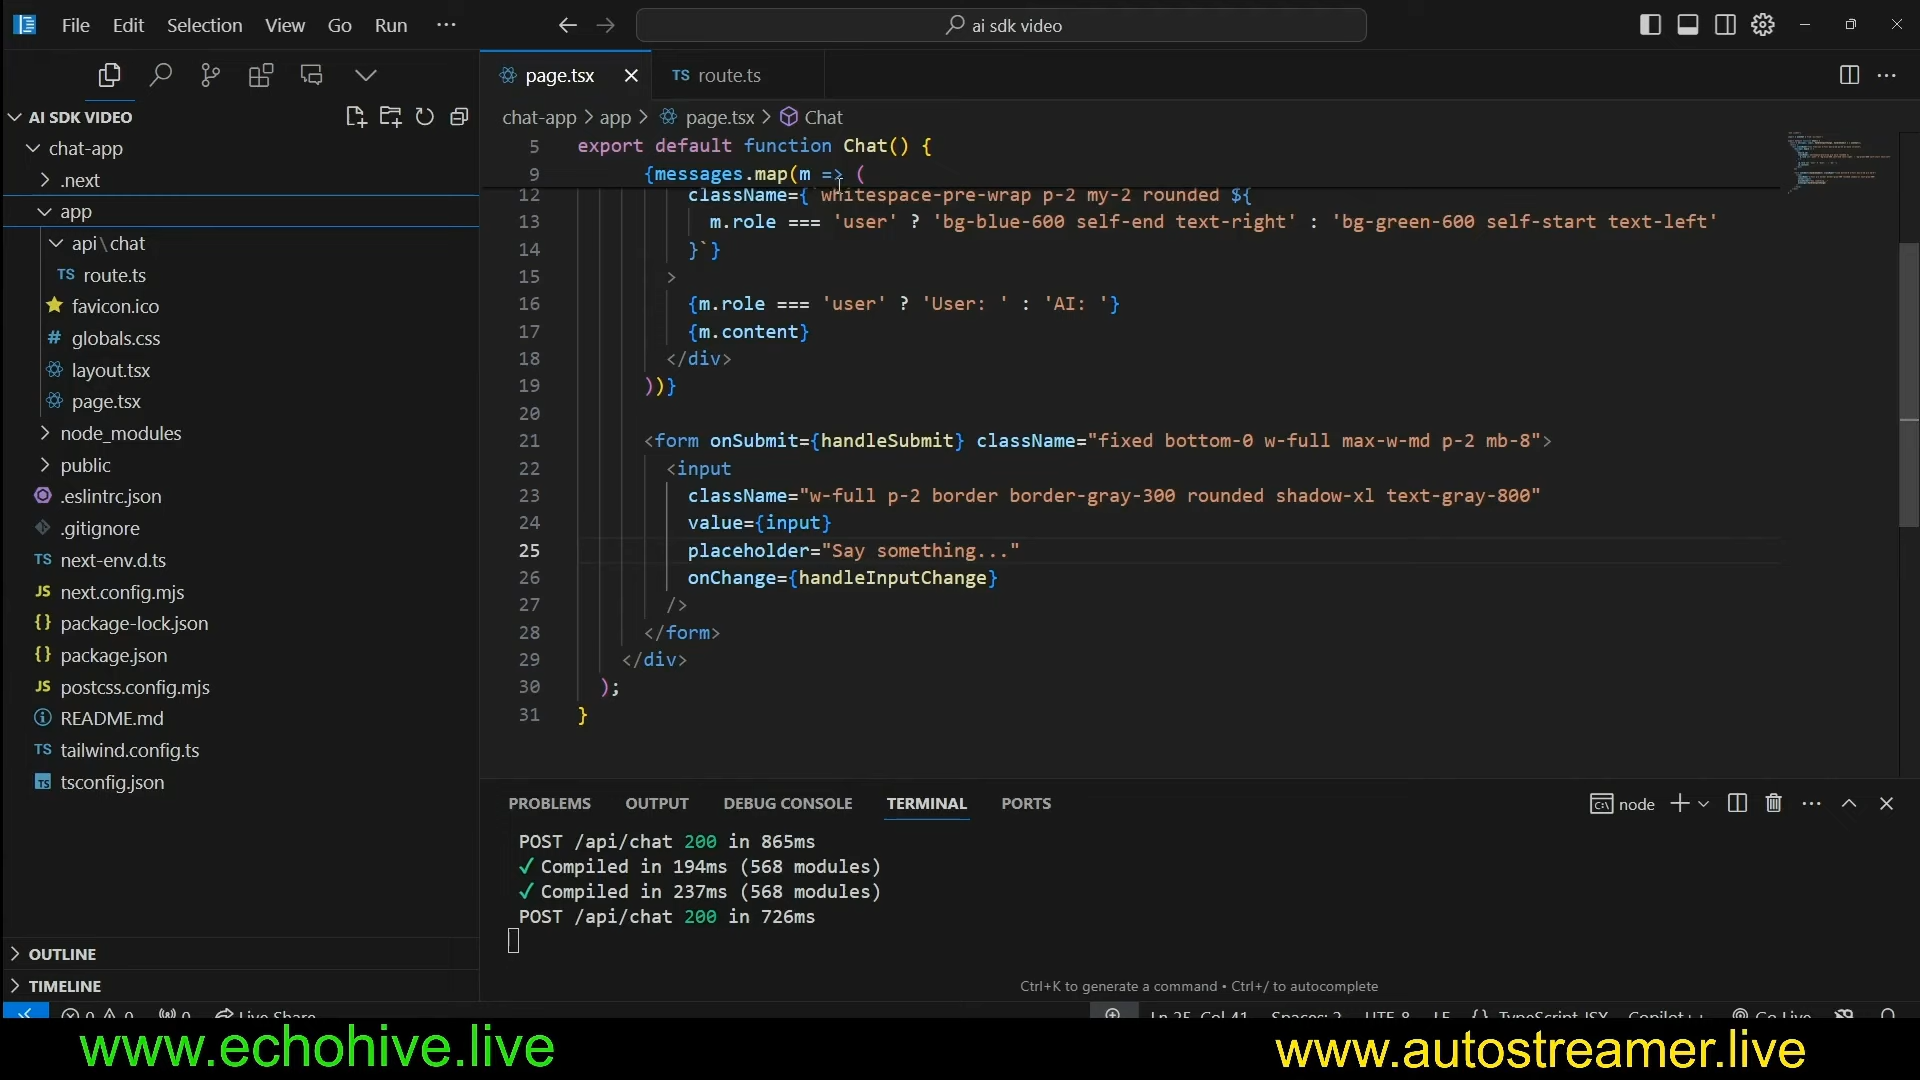 File Edit Selection View Go Run ···
ai sdk video
page.tsx
TS route.ts
AI SDK VIDEO
chat-app > app > page.tsx > Chat
chat-app
.next
app
api\chat
TS route.ts
favicon.ico
# globals.css
layout.tsx
page.tsx
node_modules
public
.eslintrc.json
.gitignore
TS next-env.d.ts
JS next.config.mjs
{} package-lock.json
{} package.json
JS postcss.config.mjs
README.md
TS tailwind.config.ts
TS tsconfig.json
OUTLINE
TIMELINE
5 export default function Chat() {
9 {messages.map(m => (
12 className={`whitespace-pre-wrap p-2 my-2 rounded ${
13 m.role === 'user' ? 'bg-blue-600 self-end text-right' : 'bg-green-600 self-start text-left'
14 }`}
15 >
16 {m.role === 'user' ? 'User: ' : 'AI: '}
17 {m.content}
18 </div>
19 ))}
20
21 <form onSubmit={handleSubmit} className="fixed bottom-0 w-full max-w-md p-2 mb-8">
22 <input
23 className="w-full p-2 border border-gray-300 rounded shadow-xl text-gray-800"
24 value={input}
25 placeholder="Say something..."
26 onChange={handleInputChange}
27 />
28 </form>
29 </div>
30 );
31 }
PROBLEMS OUTPUT DEBUG CONSOLE TERMINAL PORTS
node
POST /api/chat 200 in 865ms
✓ Compiled in 194ms (568 modules)
✓ Compiled in 237ms (568 modules)
POST /api/chat 200 in 726ms
Ctrl+K to generate a command • Ctrl+/ to autocomplete
0 0 0 Live Share Ln 25, Col 41 Spaces: 2 UTF-8 LF {} TypeScript JSX Copilot++ Go Live
www.echohive.live
www.autostreamer.live